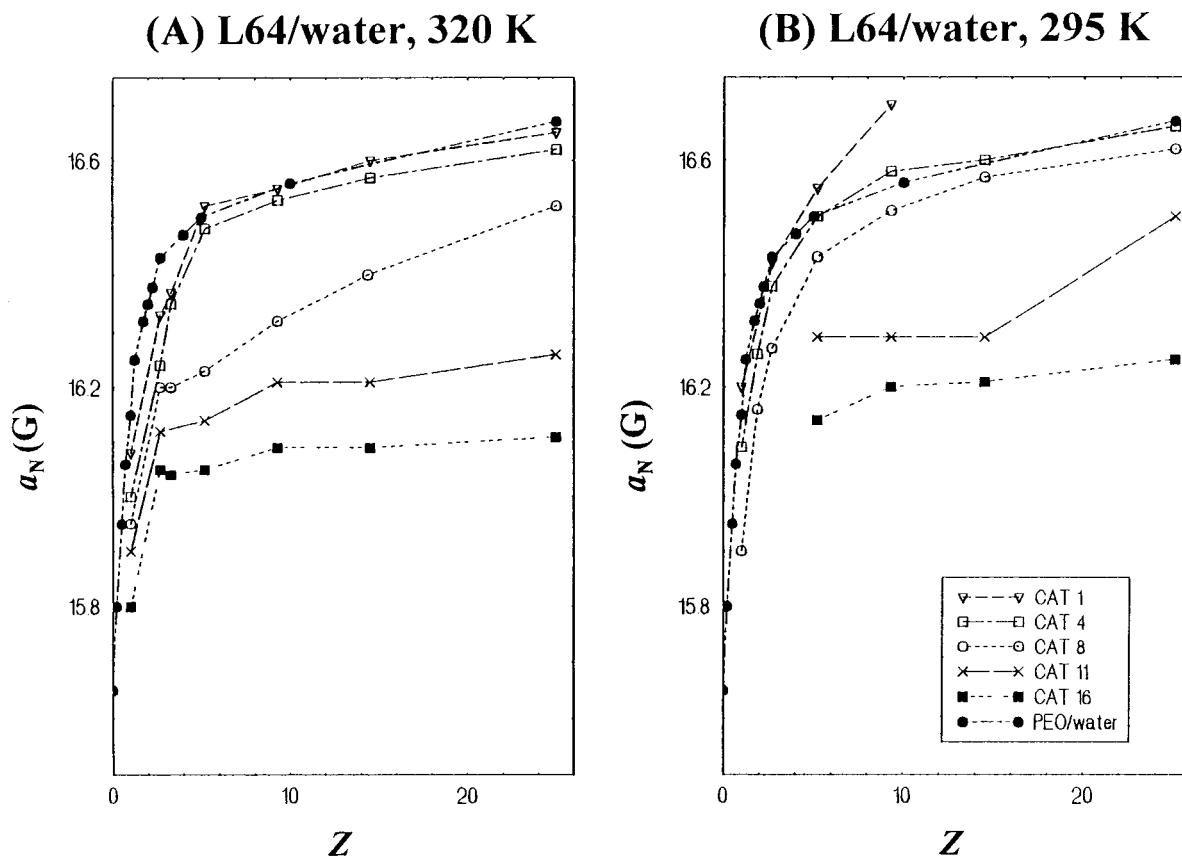 (A) L64/water, 320 K
(B) L64/water, 295 K
16.6
16.2
15.8
aN (G)
0
10
20
Z
16.6
16.2
15.8
aN (G)
0
10
20
Z
CAT 1
CAT 4
CAT 8
CAT 11
CAT 16
PEO/water